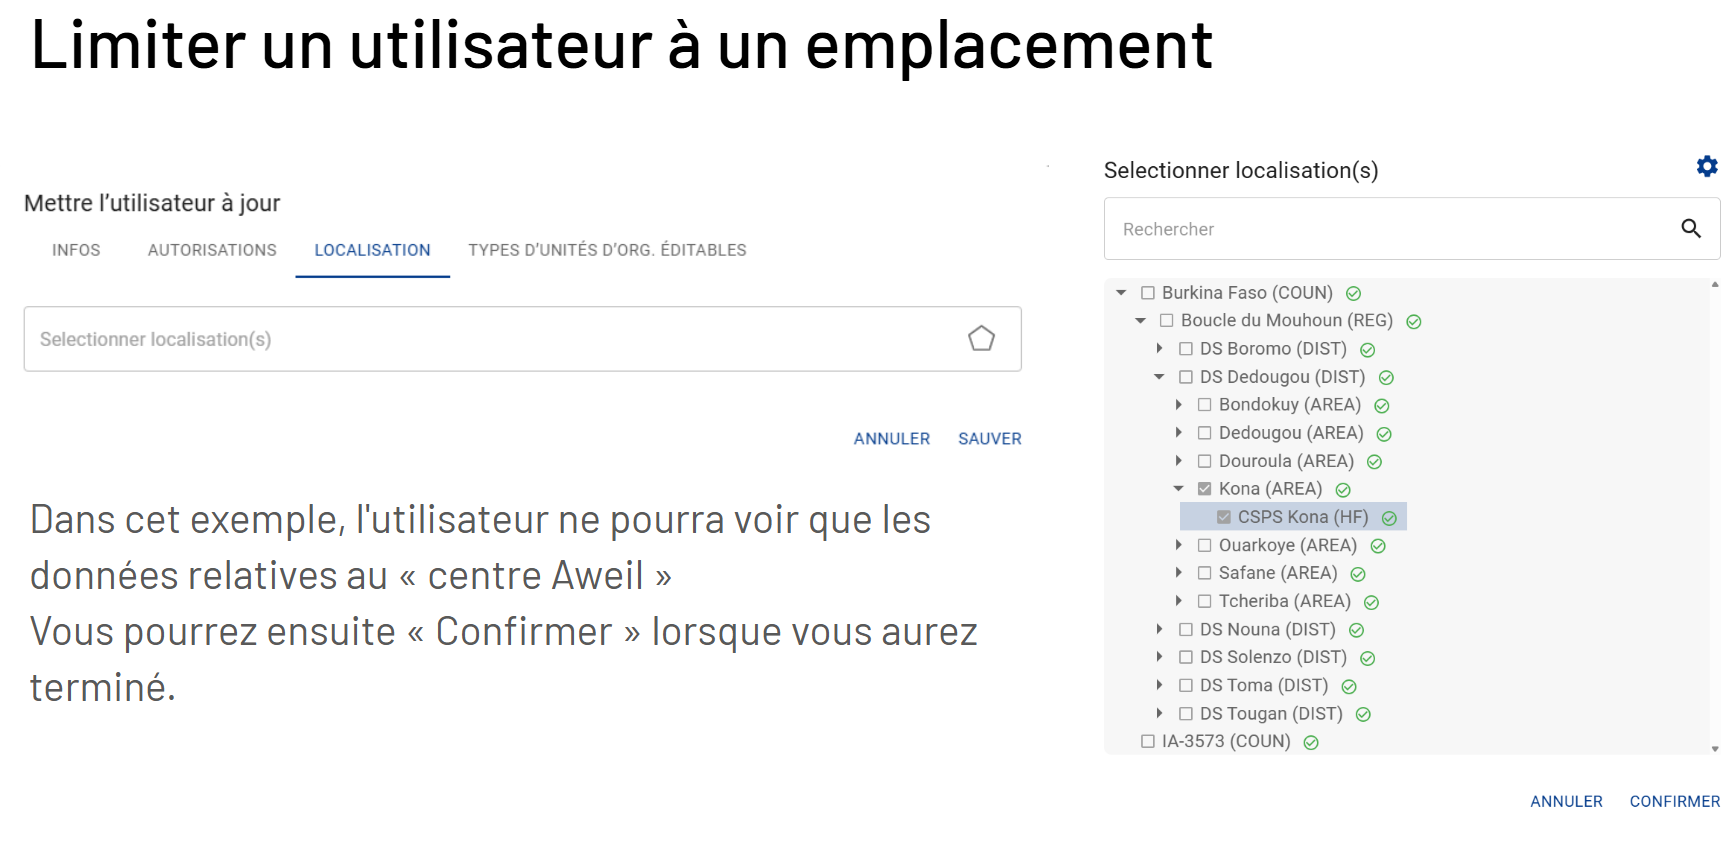 Limiter un utilisateur à un emplacement
Mettre l’utilisateur à jour
INFOS AUTORISATIONS LOCALISATION TYPES D’UNITÉS D’ORG. ÉDITABLES
Selectionner localisation(s)
ANNULER SAUVER
Dans cet exemple, l'utilisateur ne pourra voir que les
données relatives au « centre Aweil »
Vous pourrez ensuite « Confirmer » lorsque vous aurez
terminé.
Selectionner localisation(s)
Rechercher
Burkina Faso (COUN)
Boucle du Mouhoun (REG)
DS Boromo (DIST)
DS Dedougou (DIST)
Bondokuy (AREA)
Dedougou (AREA)
Douroula (AREA)
Kona (AREA)
CSPS Kona (HF)
Ouarkoye (AREA)
Safane (AREA)
Tcheriba (AREA)
DS Nouna (DIST)
DS Solenzo (DIST)
DS Toma (DIST)
DS Tougan (DIST)
IA-3573 (COUN)
ANNULER CONFIRMER